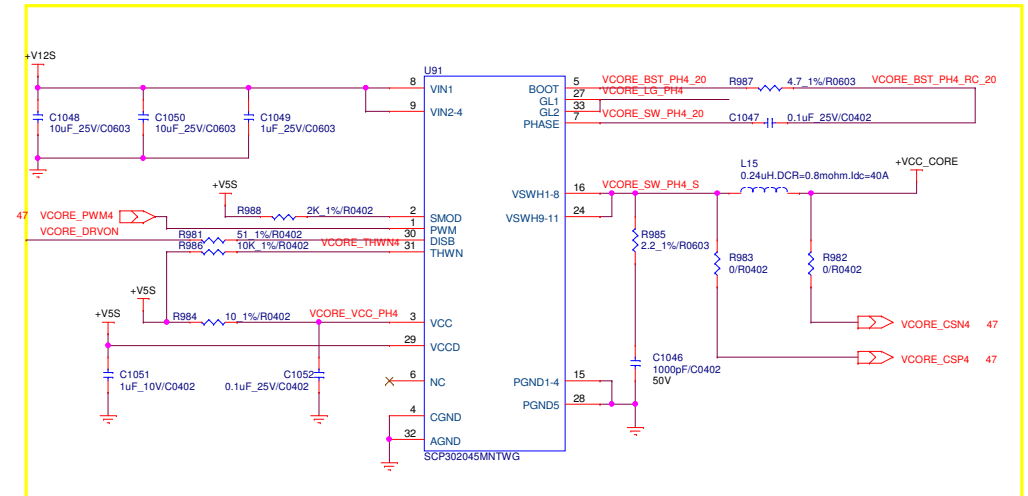 +V12S
U91
8 VIN1
9 VIN2-4
C1048
10uF_25V/C0603
C1050
10uF_25V/C0603
C1049
1uF_25V/C0603
BOOT 5 VCORE_BST_PH4_20 R987 4.7_1%/R0603 VCORE_BST_PH4_RC_20
GL1 27 VCORE_LG_PH4
GL2 33
PHASE 7 VCORE_SW_PH4_20 C1047 0.1uF_25V/C0402
L15
0.24uH.DCR=0.8mohm.Idc=40A
+VCC_CORE
VSWH1-8 16 VCORE_SW_PH4_S
VSWH9-11 24
+V5S
R988 2K_1%/R0402 2 SMOD
47 VCORE_PWM4 1 PWM
VCORE_DRVON R981 51_1%/R0402 30 DISB
R986 10K_1%/R0402 VCORE_THWN4 31 THWN
R985
2.2_1%/R0603
R983
0/R0402
R982
0/R0402
+V5S
+V5S
R984 10_1%/R0402 VCORE_VCC_PH4 3 VCC
29 VCCD
VCORE_CSN4 47
VCORE_CSP4 47
C1051
1uF_10V/C0402
C1052
0.1uF_25V/C0402
6 NC
4 CGND
32 AGND
PGND1-4 15
PGND5 28
C1046
1000pF/C0402
50V
SCP302045MNTWG